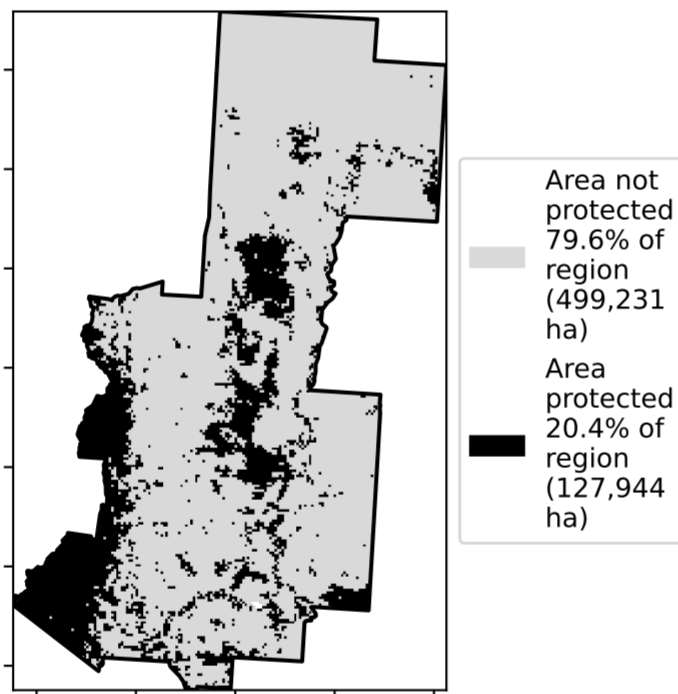 Area not
protected
79.6% of
region
(499,231
ha)
Area
protected
20.4% of
region
(127,944
ha)